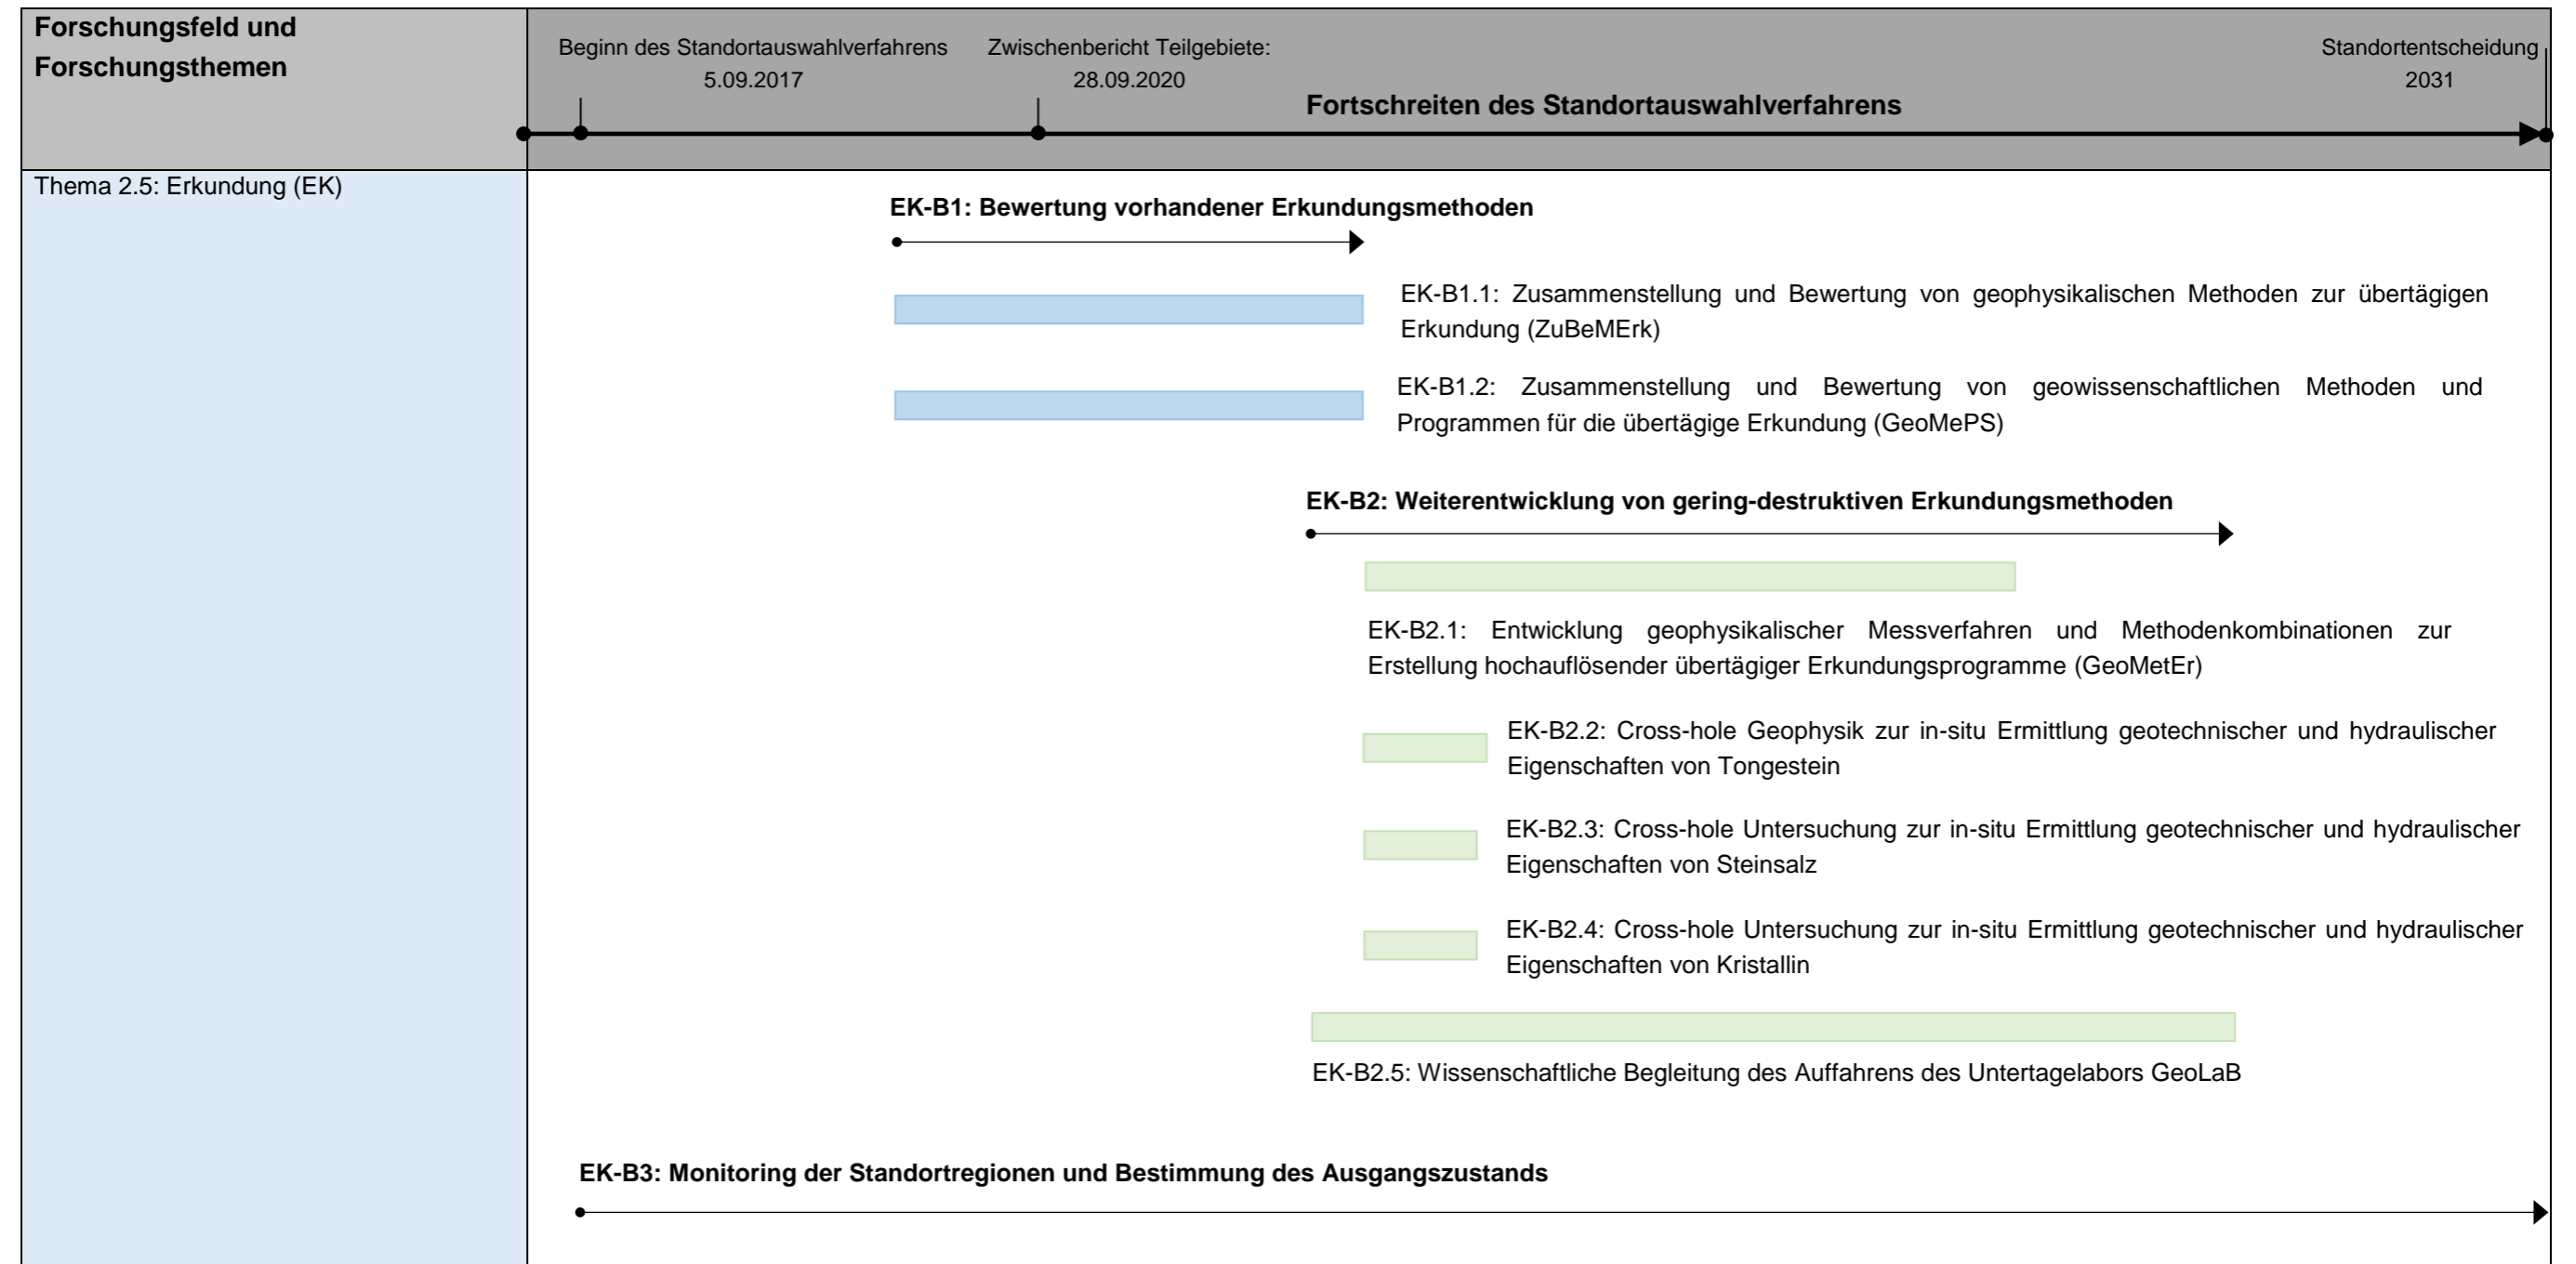 Forschungsfeld und
Forschungsthemen
Beginn des Standortauswahlverfahrens
5.09.2017
Zwischenbericht Teilgebiete:
28.09.2020
Standortentscheidung
2031
Fortschreiten des Standortauswahlverfahrens
Thema 2.5: Erkundung (EK)
EK-B1: Bewertung vorhandener Erkundungsmethoden
EK-B1.1: Zusammenstellung und Bewertung von geophysikalischen Methoden zur übertägigen
Erkundung (ZuBeMErk)
EK-B1.2: Zusammenstellung und Bewertung von geowissenschaftlichen Methoden und
Programmen für die übertägige Erkundung (GeoMePS)
EK-B2: Weiterentwicklung von gering-destruktiven Erkundungsmethoden
EK-B2.1: Entwicklung geophysikalischer Messverfahren und Methodenkombinationen zur
Erstellung hochauflösender übertägiger Erkundungsprogramme (GeoMetEr)
EK-B2.2: Cross-hole Geophysik zur in-situ Ermittlung geotechnischer und hydraulischer
Eigenschaften von Tongestein
EK-B2.3: Cross-hole Untersuchung zur in-situ Ermittlung geotechnischer und hydraulischer
Eigenschaften von Steinsalz
EK-B2.4: Cross-hole Untersuchung zur in-situ Ermittlung geotechnischer und hydraulischer
Eigenschaften von Kristallin
EK-B2.5: Wissenschaftliche Begleitung des Auffahrens des Untertagelabors GeoLaB
EK-B3: Monitoring der Standortregionen und Bestimmung des Ausgangszustands